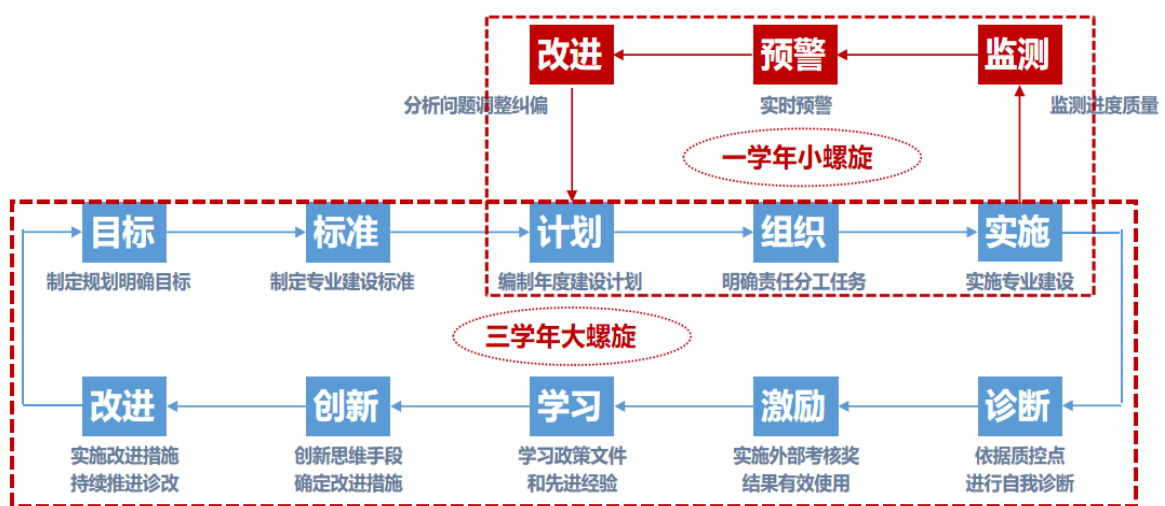 改进
预警
监测
分析问题调整纠偏
实时预警
监测进度质量
一学年小螺旋
目标
标准
计划
组织
实施
制定规划明确目标
制定专业建设标准
编制年度建设计划
明确责任分工任务
实施专业建设
三学年大螺旋
改进
创新
学习
激励
诊断
实施改进措施
持续推进诊改
创新思维手段
确定改进措施
学习政策文件
和先进经验
实施外部考核奖
结果有效使用
依据质控点
进行自我诊断